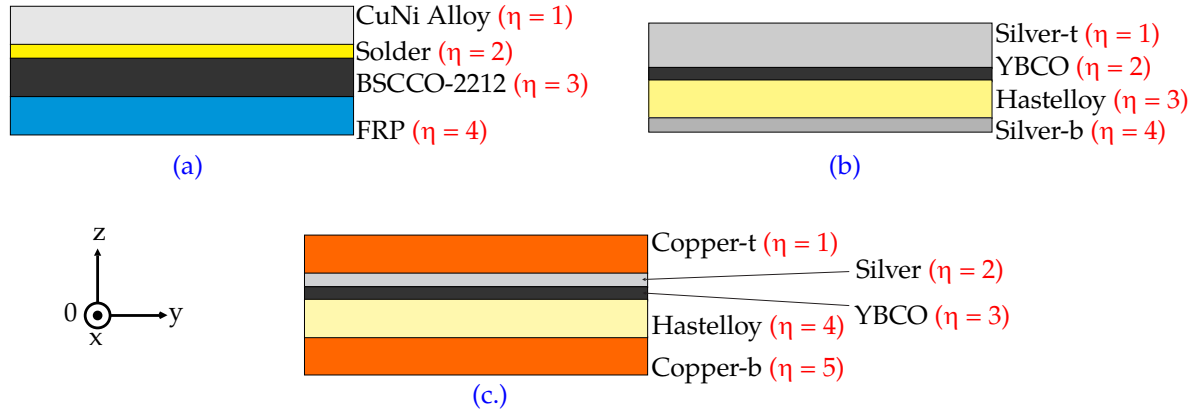 CuNi Alloy (η = 1)
Solder (η = 2)
BSCCO-2212 (η = 3)
FRP (η = 4)
(a)
Silver-t (η = 1)
YBCO (η = 2)
Hastelloy (η = 3)
Silver-b (η = 4)
(b)
z
0
x
y
Copper-t (η = 1)
Silver (η = 2)
YBCO (η = 3)
Hastelloy (η = 4)
Copper-b (η = 5)
(c.)